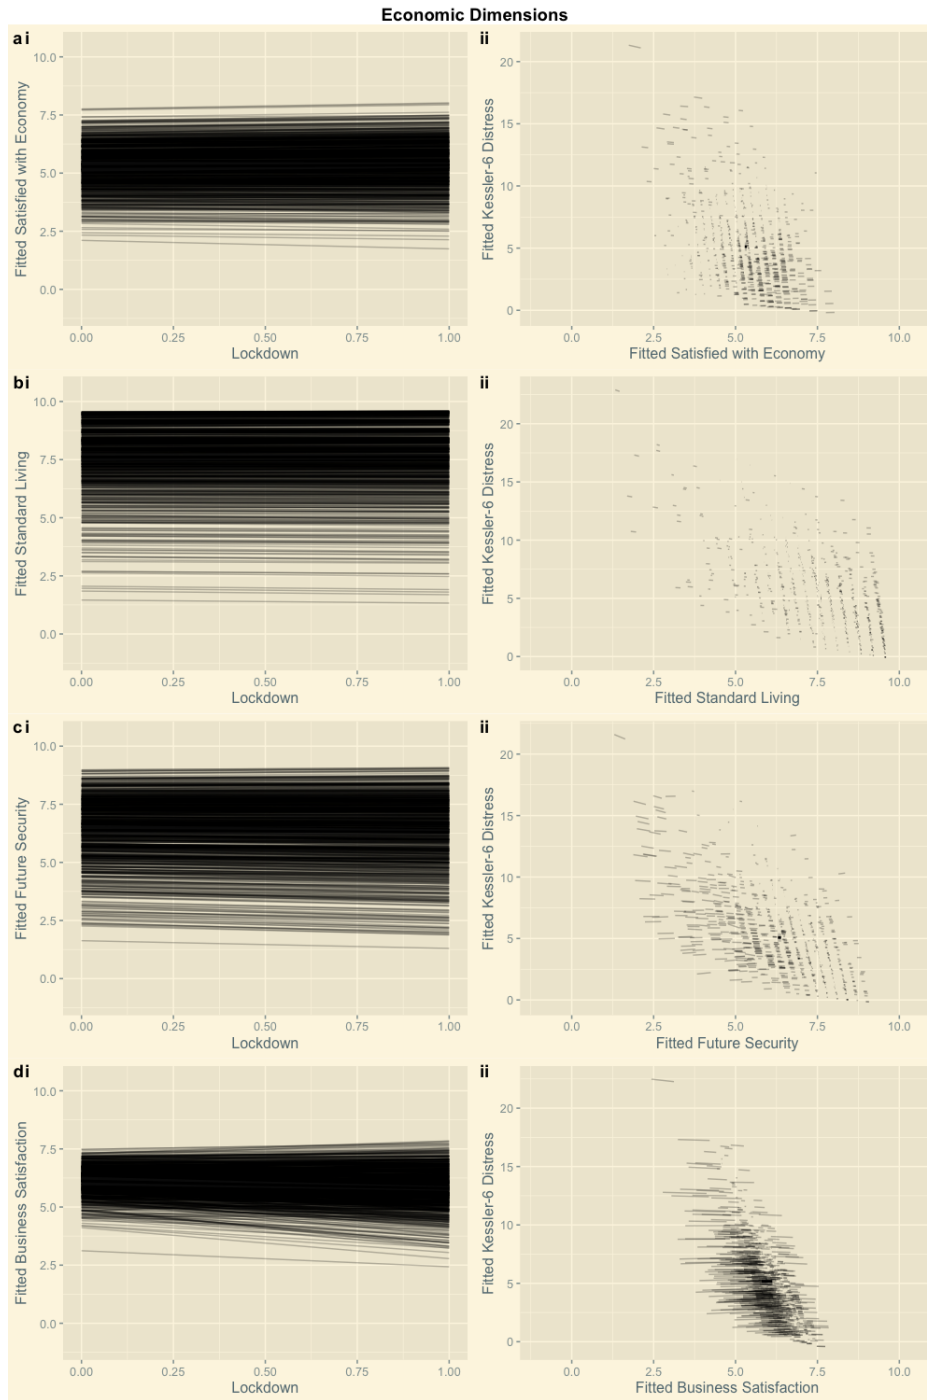 Economic Dimensions
a i
10.0
7.5
5.0
2.5
0.0
Fitted Satisfied with Economy
0.00 0.25 0.50 0.75 1.00
Lockdown
ii
20
15
10
5
0
Fitted Kessler-6 Distress
0.0 2.5 5.0 7.5 10.0
Fitted Satisfied with Economy
b i
10.0
7.5
5.0
2.5
0.0
Fitted Standard Living
0.00 0.25 0.50 0.75 1.00
Lockdown
ii
20
15
10
5
0
Fitted Kessler-6 Distress
0.0 2.5 5.0 7.5 10.0
Fitted Standard Living
c i
10.0
7.5
5.0
2.5
0.0
Fitted Future Security
0.00 0.25 0.50 0.75 1.00
Lockdown
ii
20
15
10
5
0
Fitted Kessler-6 Distress
0.0 2.5 5.0 7.5 10.0
Fitted Future Security
d i
10.0
7.5
5.0
2.5
0.0
Fitted Business Satisfaction
0.00 0.25 0.50 0.75 1.00
Lockdown
ii
20
15
10
5
0
Fitted Kessler-6 Distress
0.0 2.5 5.0 7.5 10.0
Fitted Business Satisfaction